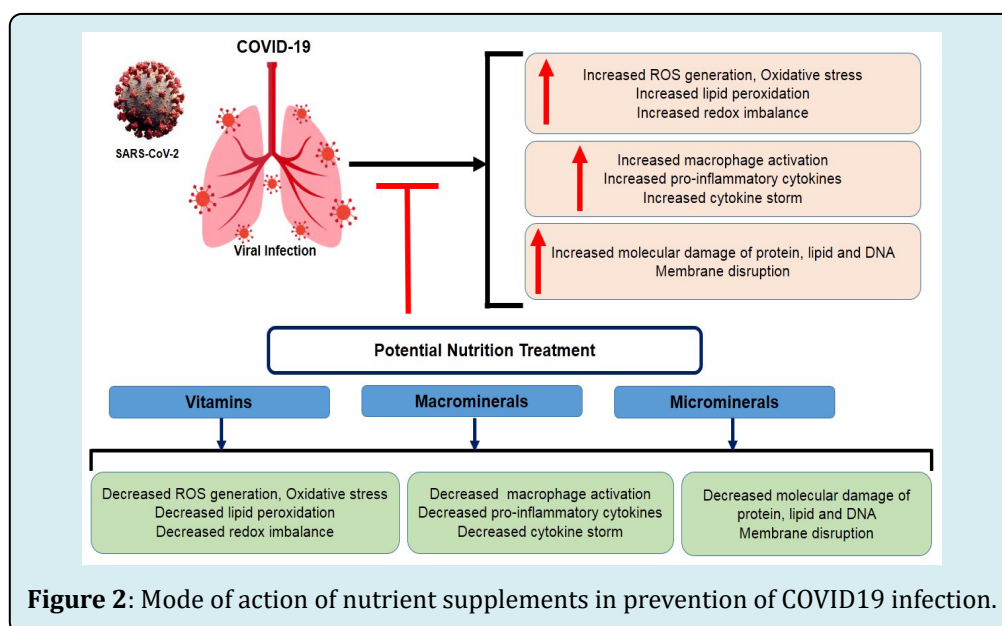 COVID-19
SARS-CoV-2
Viral Infection
Increased ROS generation, Oxidative stress
Increased lipid peroxidation
Increased redox imbalance
Increased macrophage activation
Increased pro-inflammatory cytokines
Increased cytokine storm
Increased molecular damage of protein, lipid and DNA
Membrane disruption
Potential Nutrition Treatment
Vitamins
Macrominerals
Microminerals
Decreased ROS generation, Oxidative stress
Decreased lipid peroxidation
Decreased redox imbalance
Decreased macrophage activation
Decreased pro-inflammatory cytokines
Decreased cytokine storm
Decreased molecular damage of
protein, lipid and DNA
Membrane disruption
Figure 2: Mode of action of nutrient supplements in prevention of COVID19 infection.